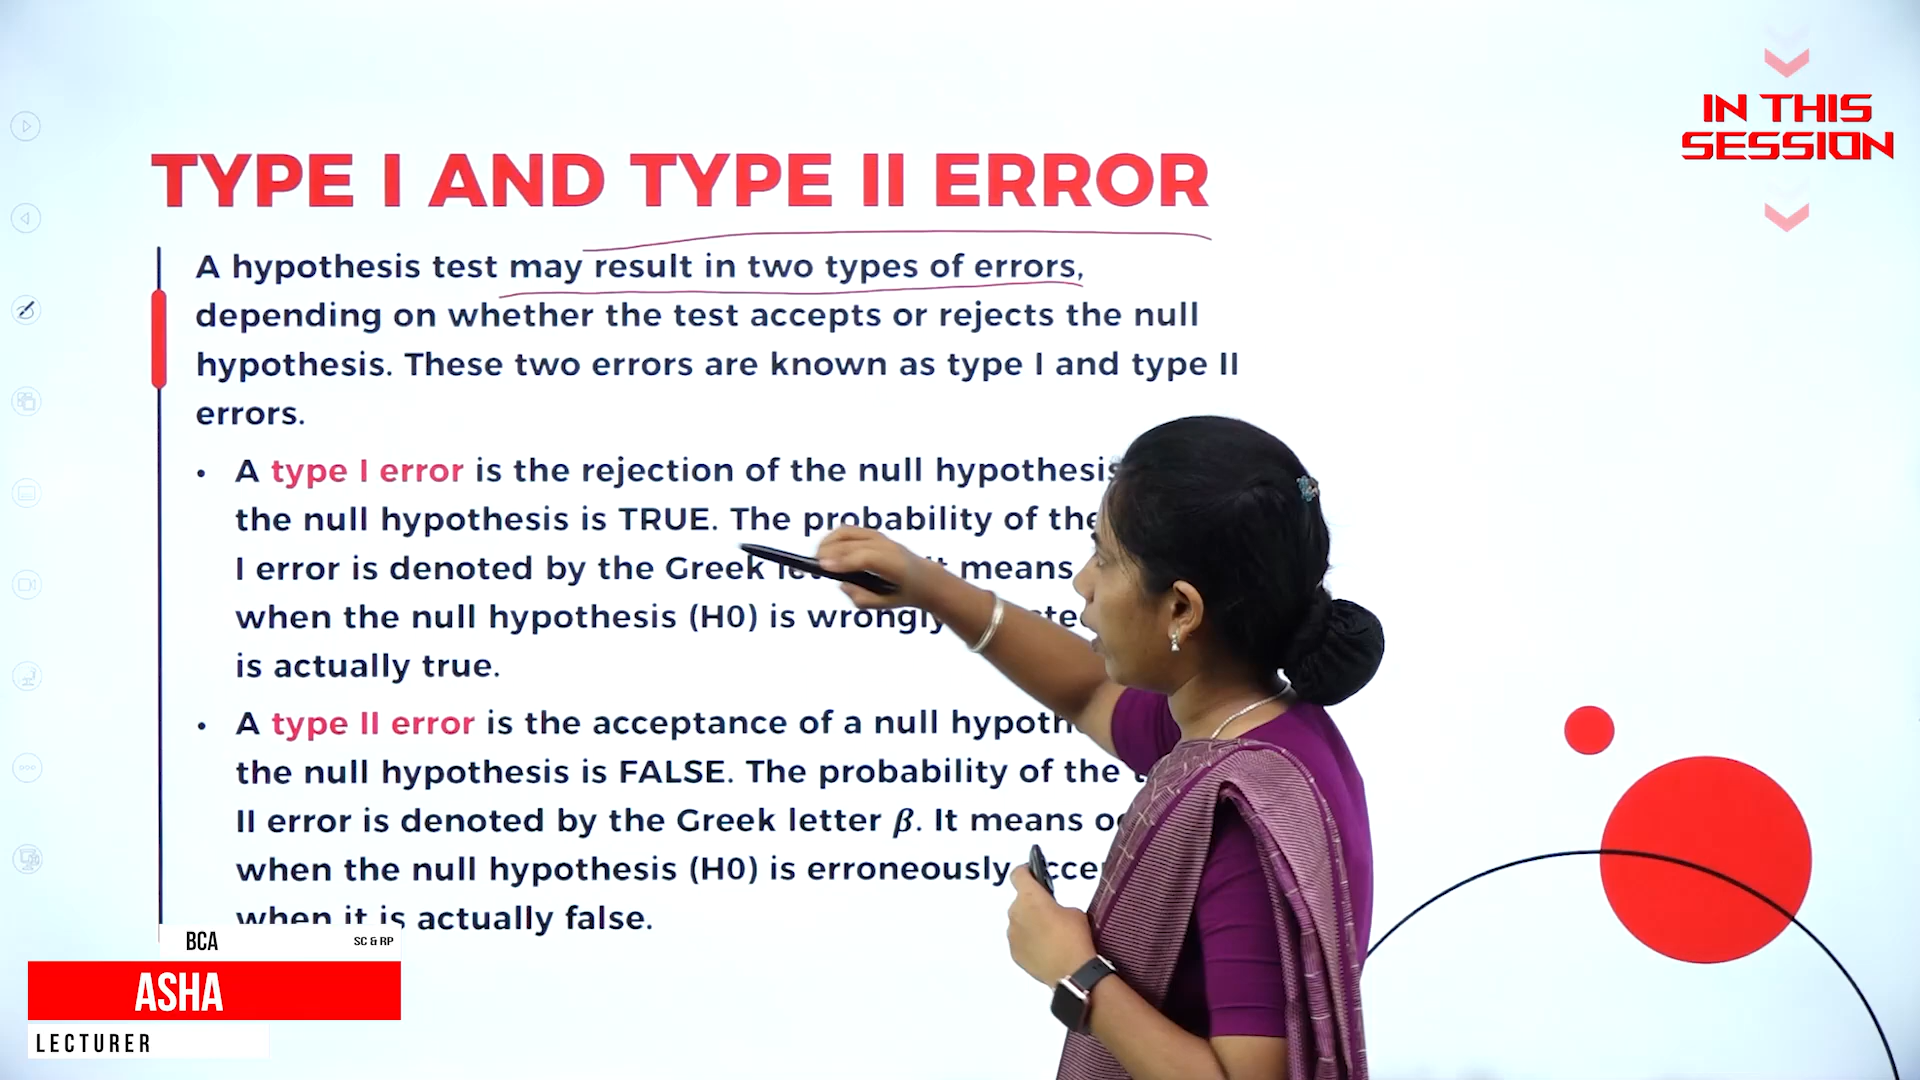 IN THIS
SESSION
TYPE I AND TYPE II ERROR
A hypothesis test may result in two types of errors,
depending on whether the test accepts or rejects the null
hypothesis. These two errors are known as type I and type II
errors.
• A type I error is the rejection of the null hypothesis
the null hypothesis is TRUE. The probability of the
I error is denoted by the Greek means
when the null hypothesis (H0) is wrongly
is actually true.
• A type II error is the acceptance of a null
the null hypothesis is FALSE. The probability of the
II error is denoted by the Greek letter β. It means
when the null hypothesis (H0) is erroneously
when it is actually false.
BCA SC & RP
ASHA
LECTURER